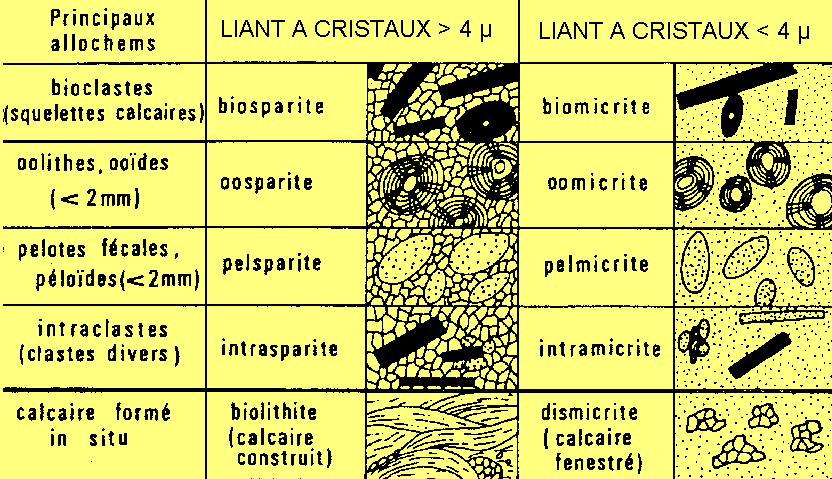 Principaux
allochems
LIANT A CRISTAUX > 4 µ
LIANT A CRISTAUX < 4 µ
bioclastes
(squelettes calcaires)
biosparite
biomicrite
oolithes, ooïdes
(< 2mm)
oosparite
oomicrite
pelotes fécales,
péloïdes(<2mm)
pelsparite
pelmicrite
intraclastes
(clastes divers)
intrasparite
intramicrite
calcaire formé
in situ
biolithite
(calcaire
construit)
dismicrite
(calcaire
fenestré)